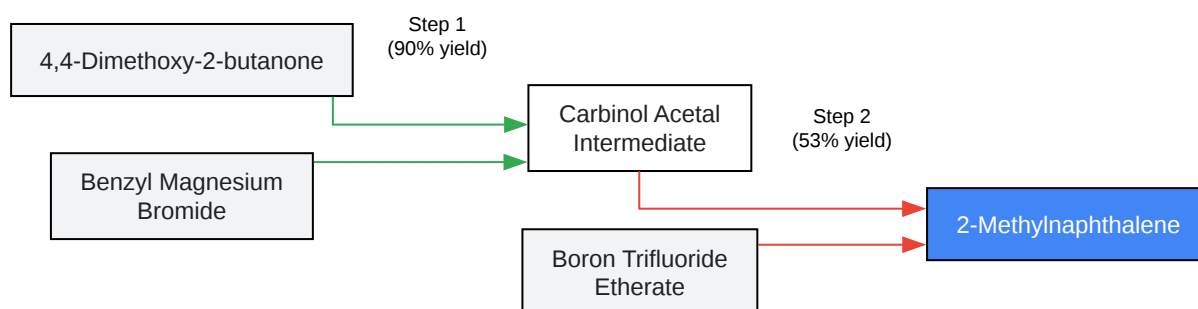 4,4-Dimethoxy-2-butanone
Step 1
(90% yield)
Benzyl Magnesium
Bromide
Carbinol Acetal
Intermediate
Step 2
(53% yield)
Boron Trifluoride
Etherate
2-Methylnaphthalene